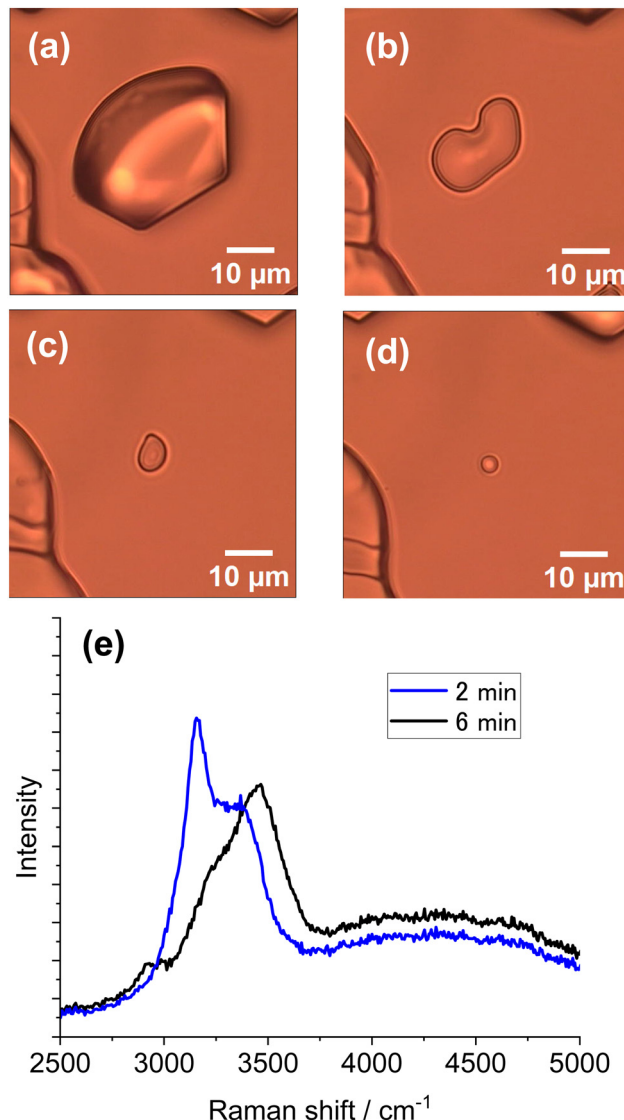 (a)
10 µm
(b)
10 µm
(c)
10 µm
(d)
10 µm
(e)
2 min
6 min
Intensity
2500 3000 3500 4000 4500 5000
Raman shift / cm⁻¹